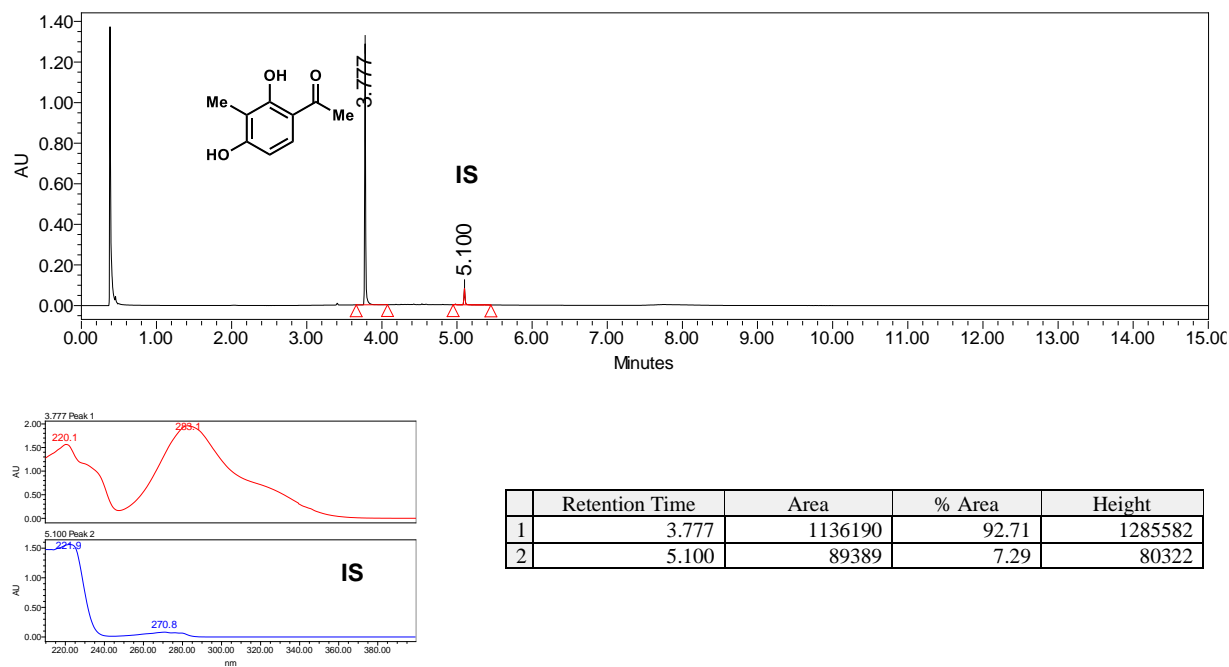 1.40
1.20
1.00
0.80
0.60
0.40
0.20
0.00
AU
OH
O
Me
Me
HO
3.777
IS
5.100
0.00 1.00 2.00 3.00 4.00 5.00 6.00 7.00 8.00 9.00 10.00 11.00 12.00 13.00 14.00 15.00
Minutes
3.777 Peak 1
220.1 283.1
2.00
1.50
1.00
0.50
0.00
AU
5.100 Peak 2
221.9
270.8
IS
1.50
1.00
0.50
0.00
AU
220.00 240.00 260.00 280.00 300.00 320.00 340.00 360.00 380.00
nm
Retention Time Area % Area Height
1 3.777 1136190 92.71 1285582
2 5.100 89389 7.29 80322